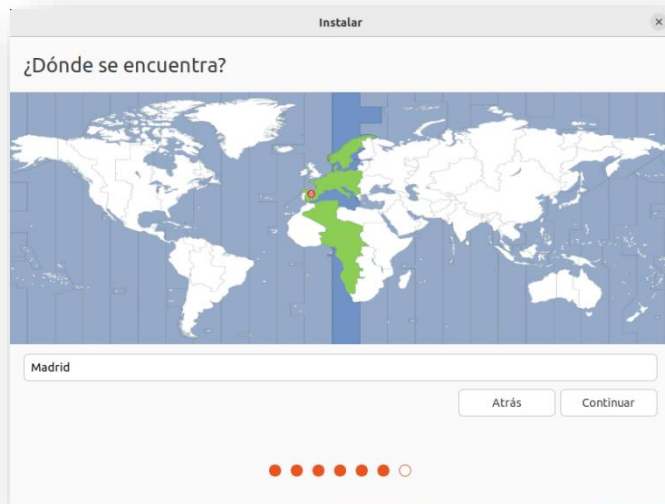 Instalar
¿Dónde se encuentra?
Madrid
Atrás
Continuar